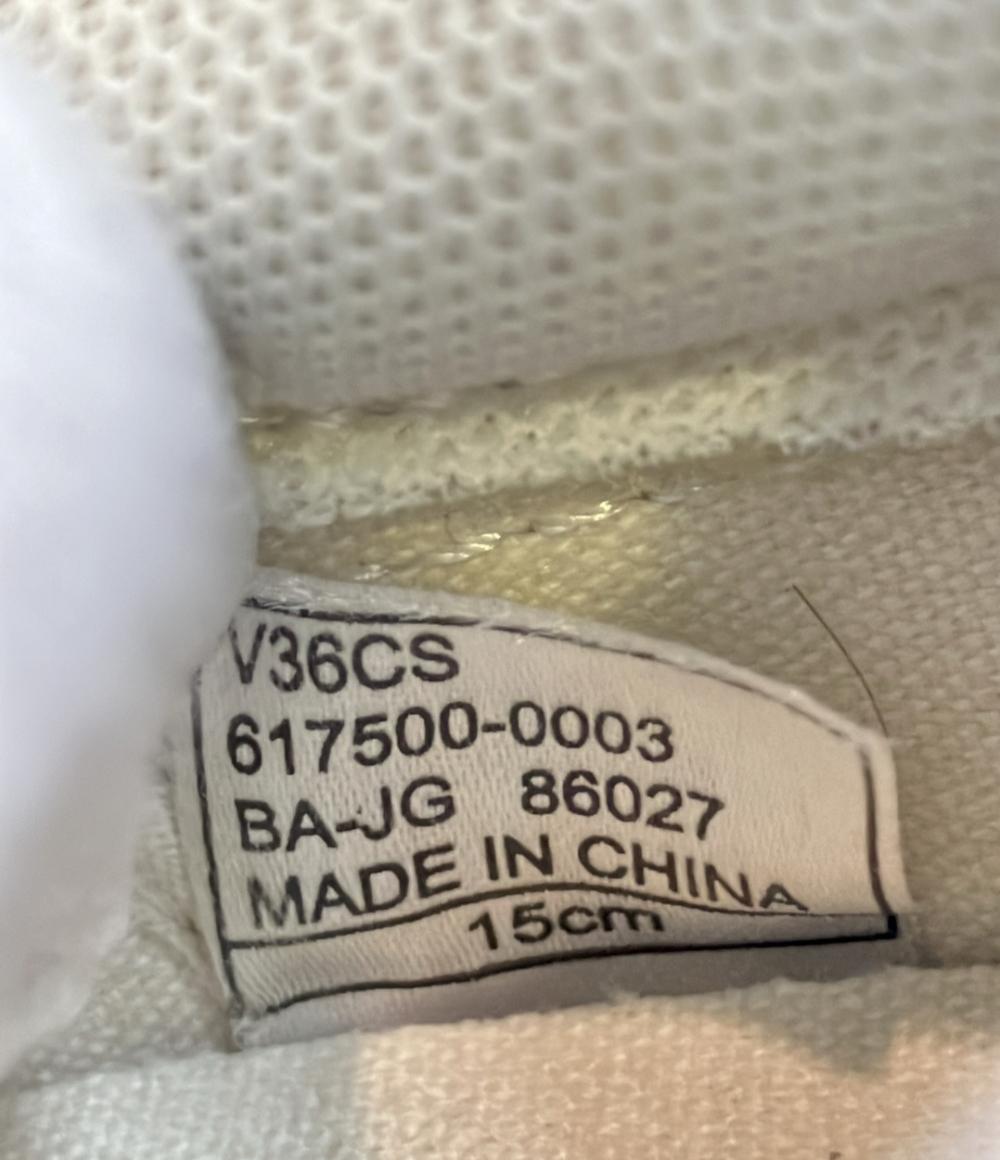 V36CS
617500-0003
BA-JG 86027
MADE IN CHINA
15cm